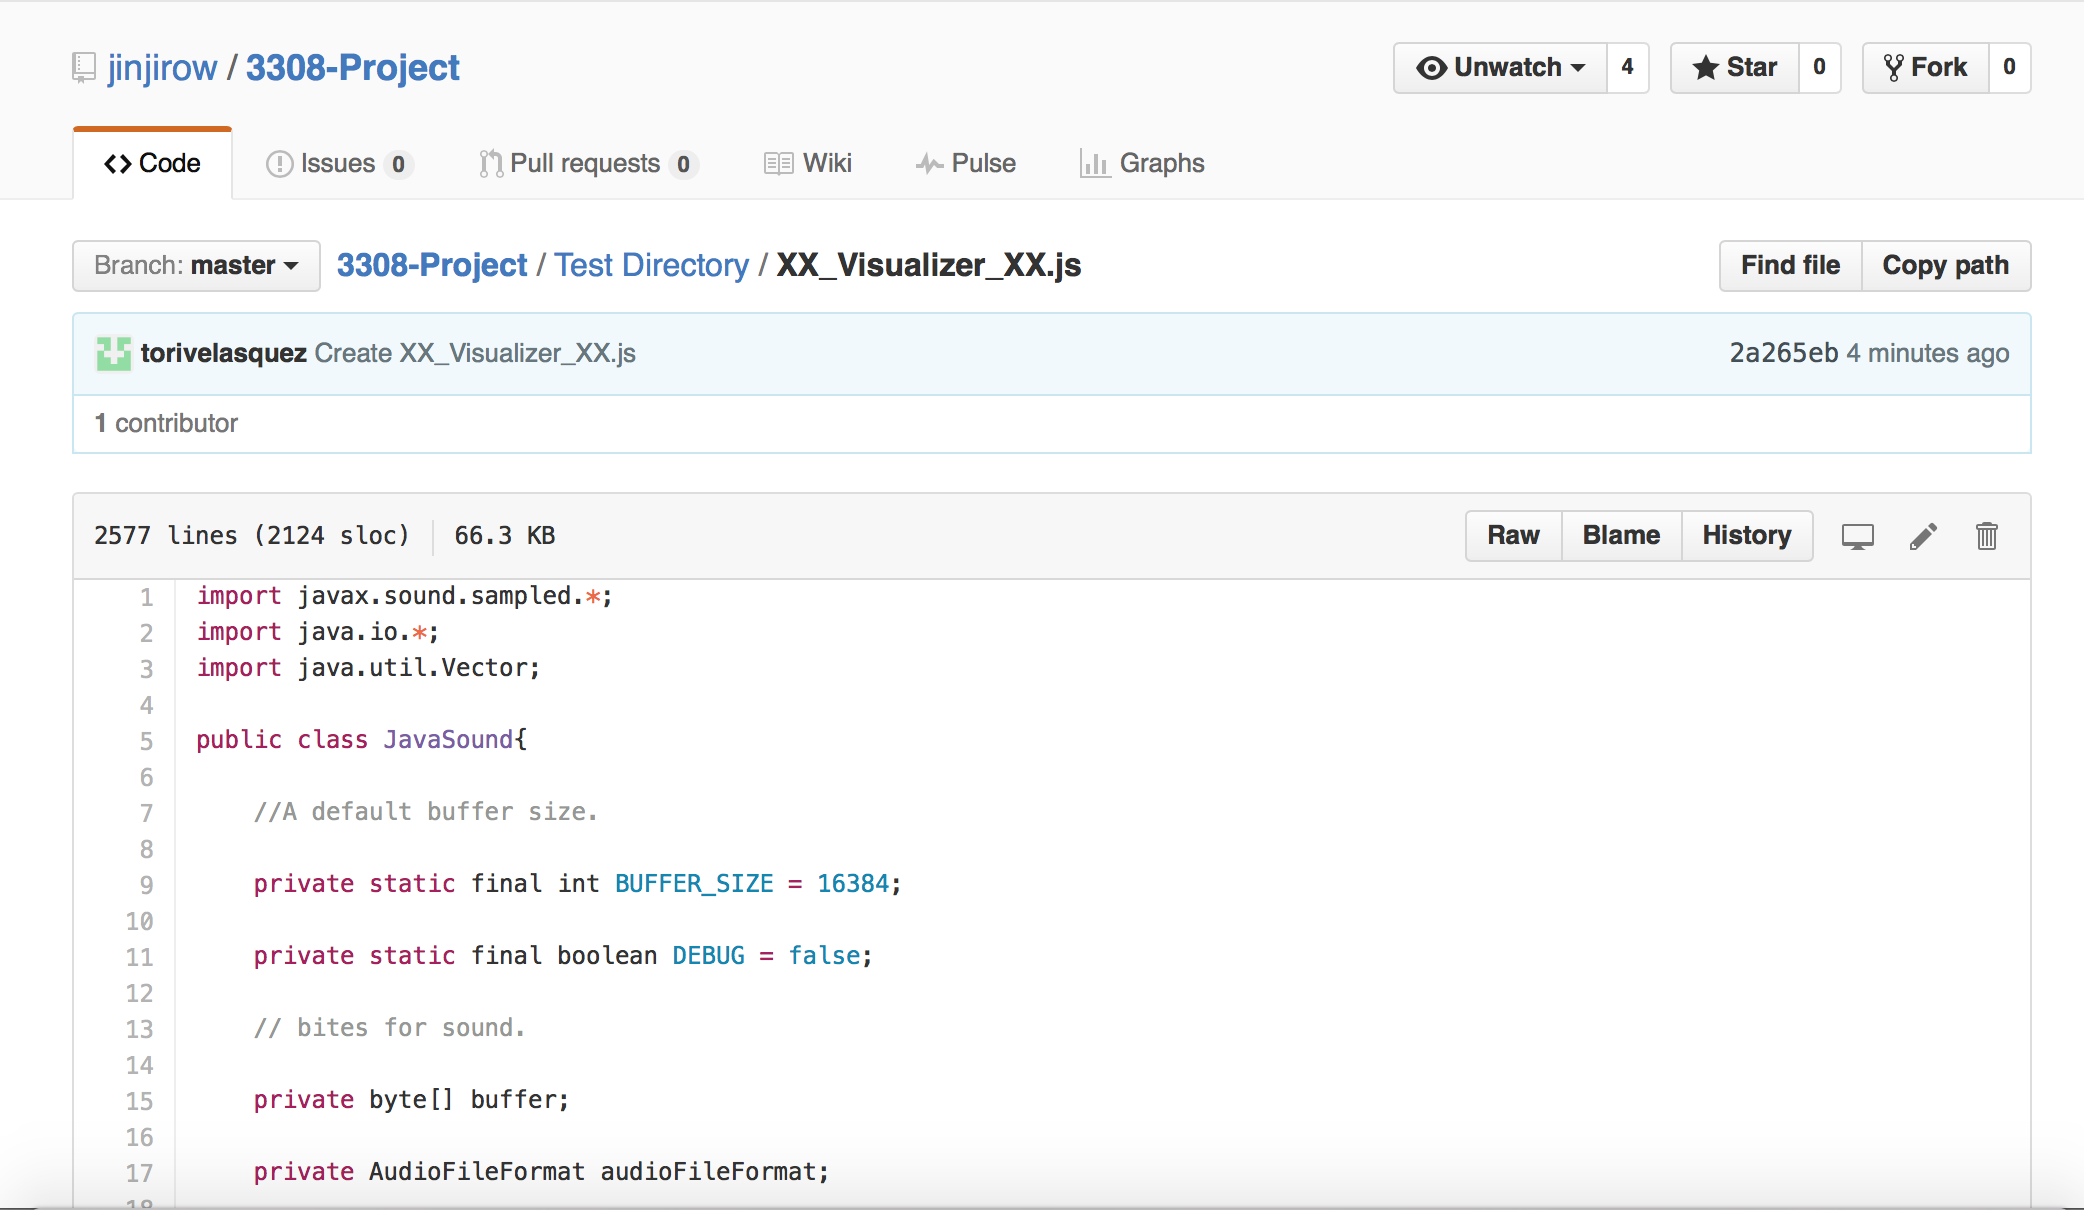 jinjirow / 3308-Project
Unwatch 4 Star 0 Fork 0
Code Issues 0 Pull requests 0 Wiki Pulse Graphs
Branch: master 3308-Project / Test Directory / XX_Visualizer_XX.js Find file Copy path
torivelasquez Create XX_Visualizer_XX.js 2a265eb 4 minutes ago
1 contributor
2577 lines (2124 sloc) 66.3 KB Raw Blame History
1 import javax.sound.sampled.*;
2 import java.io.*;
3 import java.util.Vector;
4
5 public class JavaSound{
6
7 //A default buffer size.
8
9 private static final int BUFFER_SIZE = 16384;
10
11 private static final boolean DEBUG = false;
12
13 // bites for sound.
14
15 private byte[] buffer;
16
17 private AudioFileFormat audioFileFormat;
18